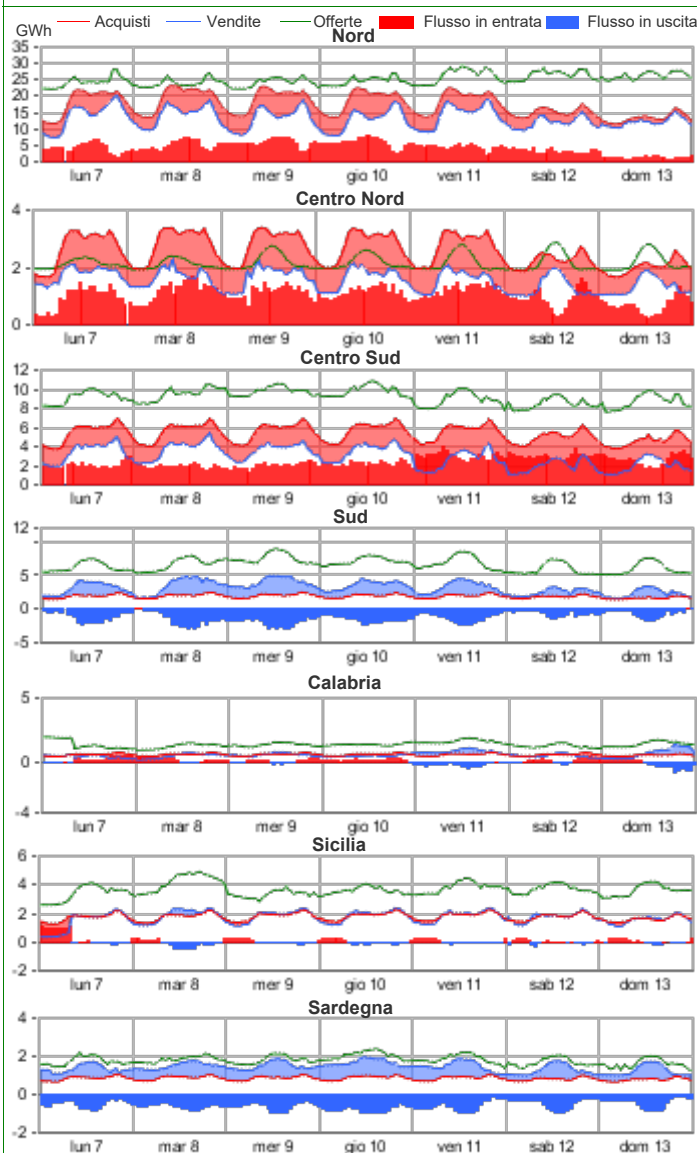 GWh Acquisti Vendite Offerte Flusso in entrata Flusso in uscita
Nord
35
30
25
20
15
10
5
0
lun 7 mar 8 mer 9 gio 10 ven 11 sab 12 dom 13
Centro Nord
4
2
0
lun 7 mar 8 mer 9 gio 10 ven 11 sab 12 dom 13
Centro Sud
12
10
8
6
4
2
0
lun 7 mar 8 mer 9 gio 10 ven 11 sab 12 dom 13
Sud
12
5
0
-5
lun 7 mar 8 mer 9 gio 10 ven 11 sab 12 dom 13
Calabria
5
0
-4
lun 7 mar 8 mer 9 gio 10 ven 11 sab 12 dom 13
Sicilia
6
4
2
0
-2
lun 7 mar 8 mer 9 gio 10 ven 11 sab 12 dom 13
Sardegna
4
2
0
-2
lun 7 mar 8 mer 9 gio 10 ven 11 sab 12 dom 13